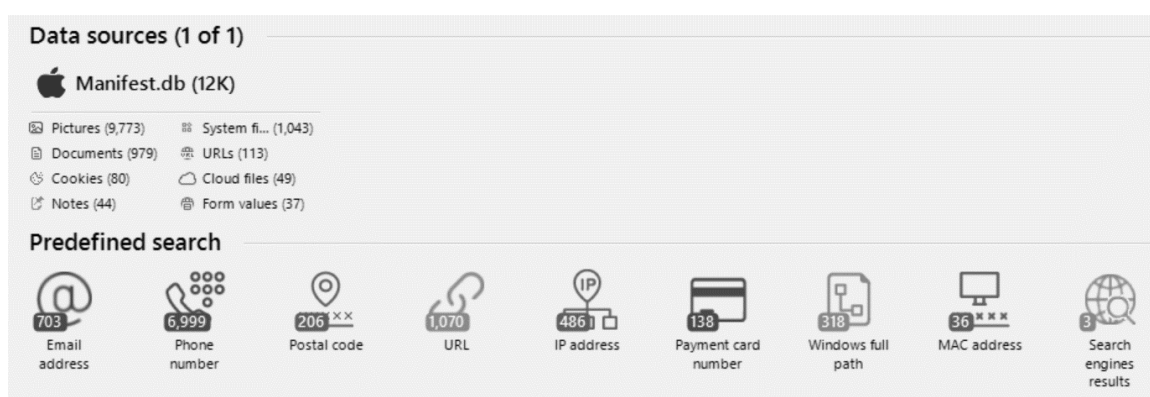 Data sources (1 of 1)
Manifest.db (12K)
Pictures (9,773) System fi... (1,043)
Documents (979) URLs (113)
Cookies (80) Cloud files (49)
Notes (44) Form values (37)
Predefined search
IP
703 6,999 206 1,070 486 138 318 36 3
Email address
Phone number
Postal code
URL
IP address
Payment card number
Windows full path
MAC address
Search engines results